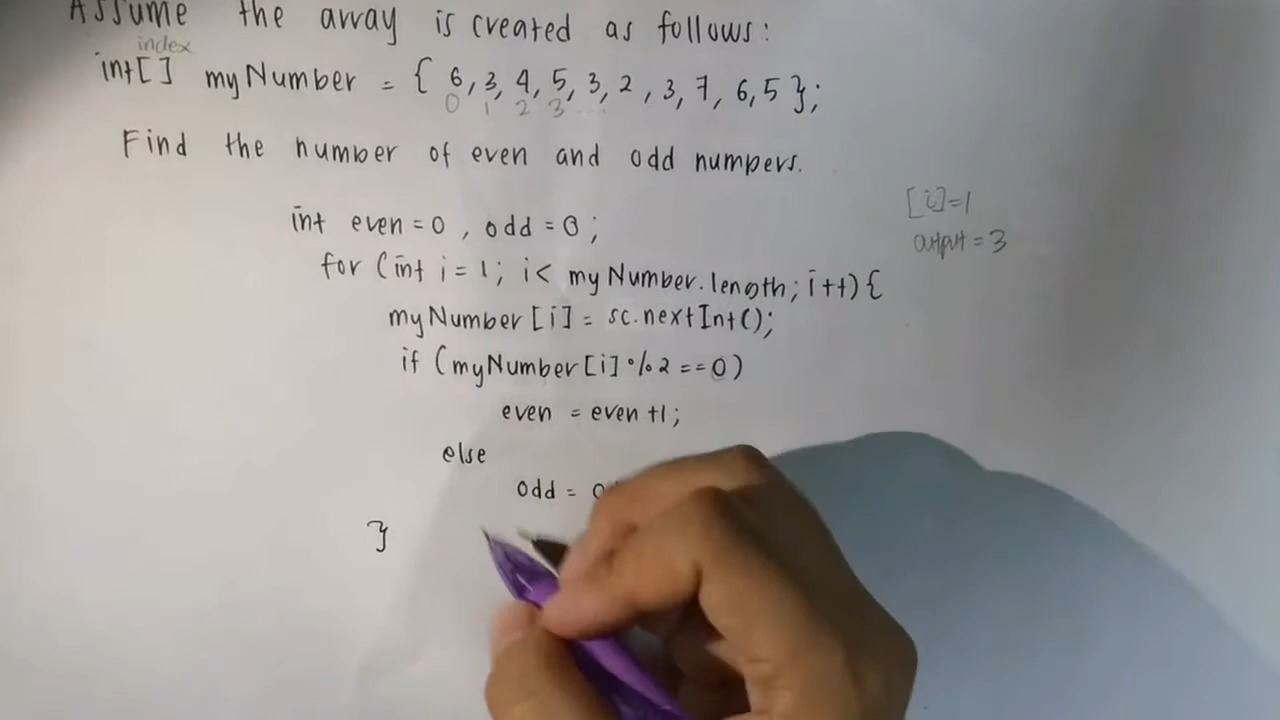 Assume the array is created as follows:
index
int[] myNumber = { 6, 3, 4, 5, 3, 2, 3, 7, 6, 5 };
0 1 2 3 ...
Find the number of even and odd numpers.
[i]=1
output = 3
int even = 0, odd = 0;
for (int i = 1; i < myNumber.length; i++) {
myNumber [i] = sc.nextInt();
if (myNumber [i] % 2 == 0)
even = even +1;
else
odd =
}